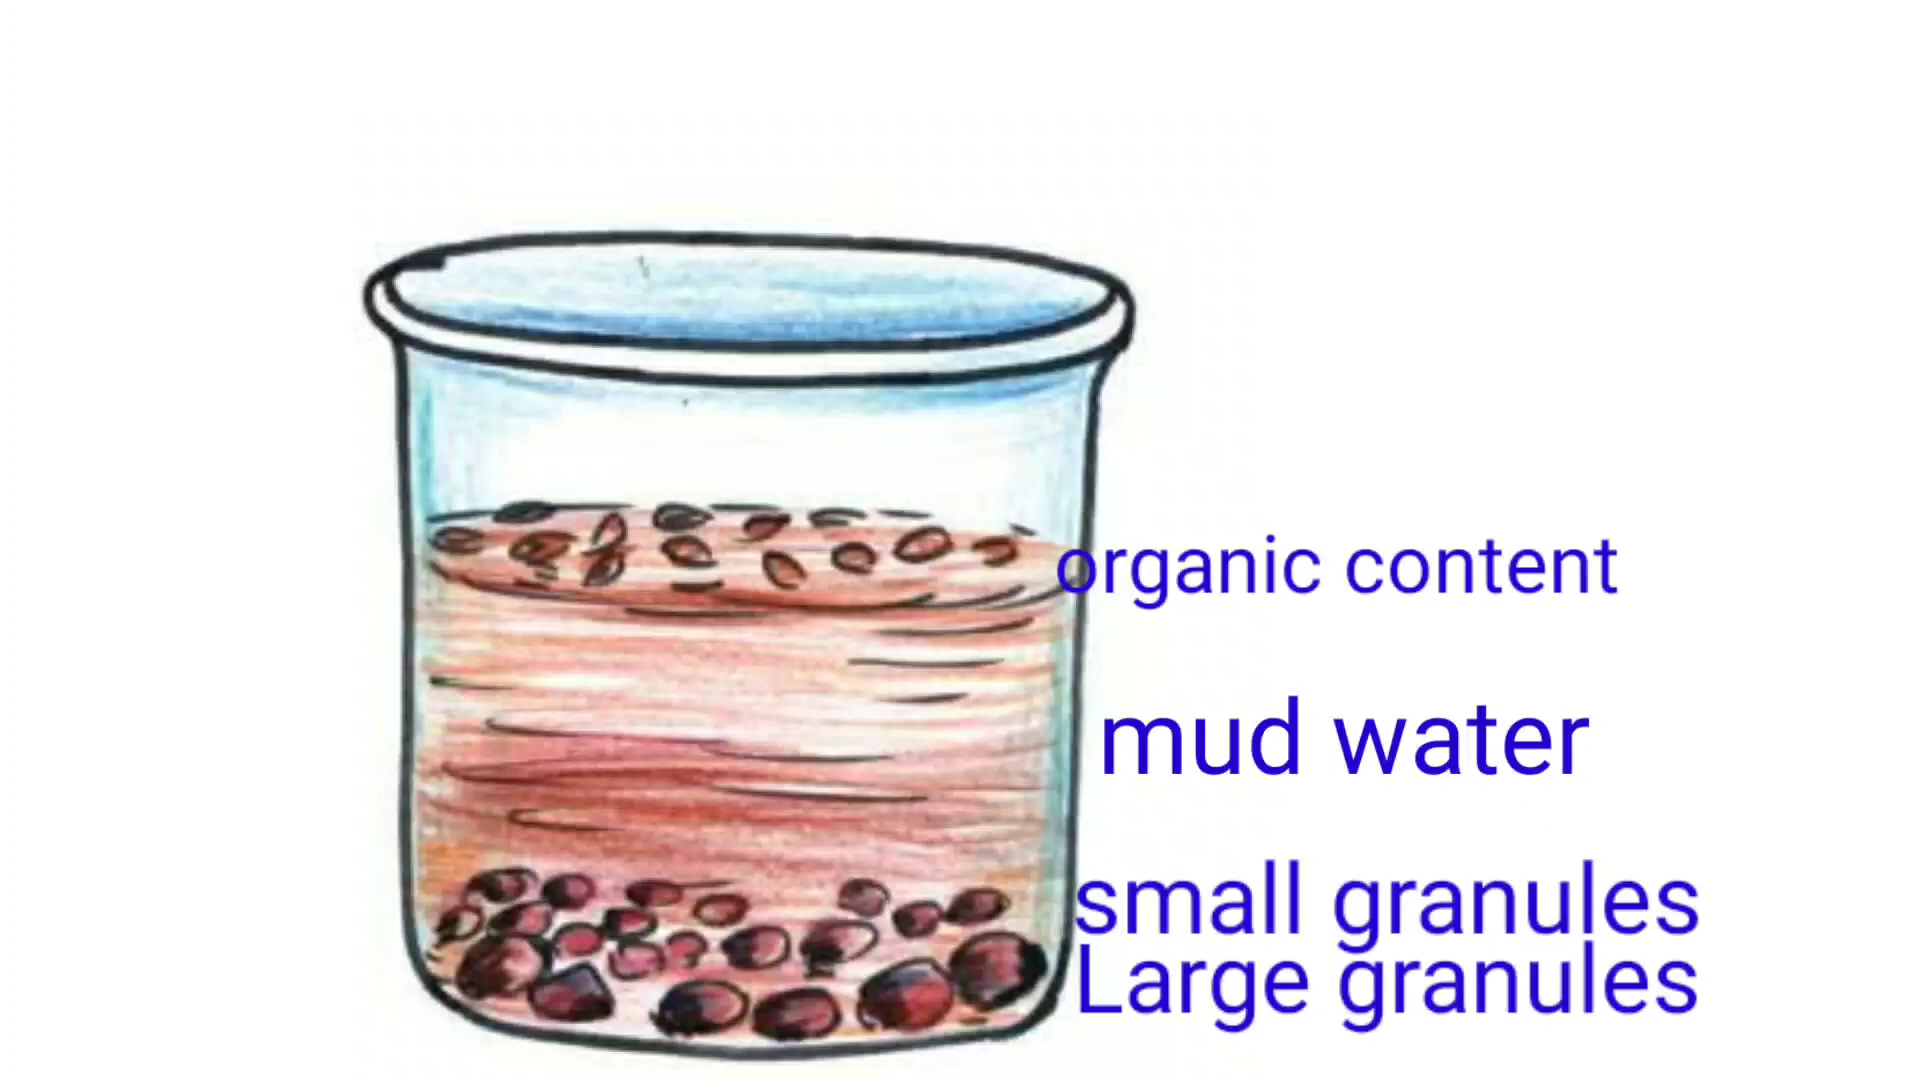 organic content
mud water
small granules
Large granules